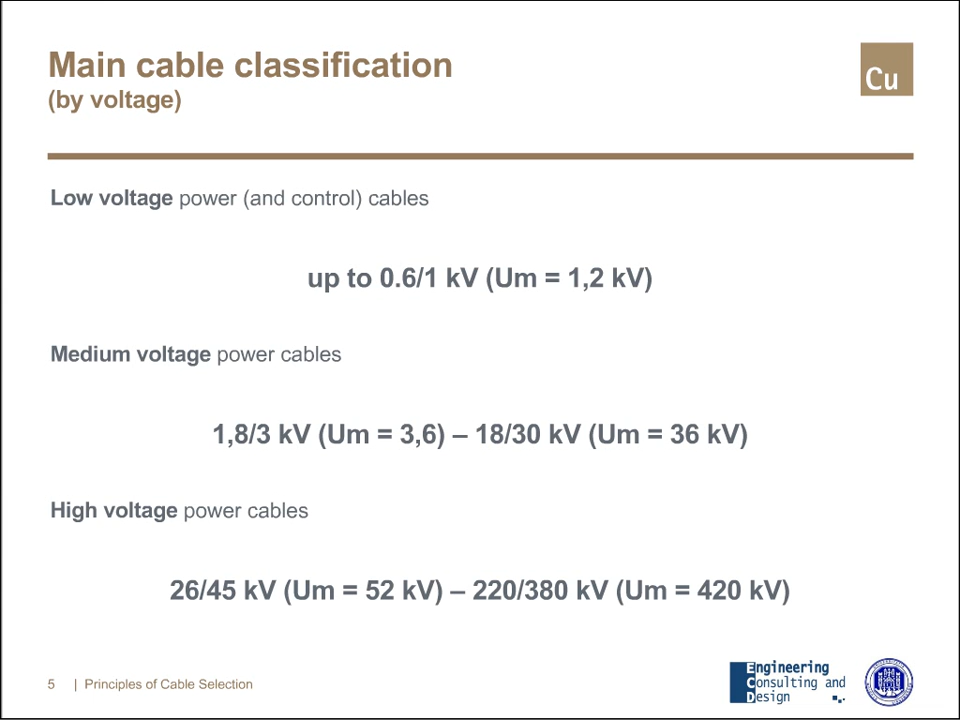 Main cable classification
(by voltage)
Cu
Low voltage power (and control) cables
up to 0.6/1 kV (Um = 1,2 kV)
Medium voltage power cables
1,8/3 kV (Um = 3,6) – 18/30 kV (Um = 36 kV)
High voltage power cables
26/45 kV (Um = 52 kV) – 220/380 kV (Um = 420 kV)
5 | Principles of Cable Selection
Engineering
Consulting and
Design